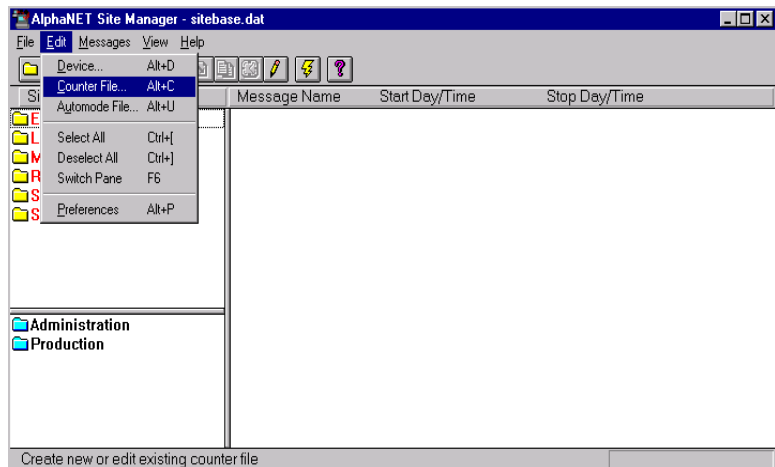 AlphaNET Site Manager - sitebase.dat
File Edit Messages View Help
Device... Alt+D
Counter File... Alt+C
Automode File... Alt+U
Select All Ctrl+[
Deselect All Ctrl+]
Switch Pane F6
Preferences Alt+P
Si
Message Name Start Day/Time Stop Day/Time
E
L
M
R
S
S
Administration
Production
Create new or edit existing counter file